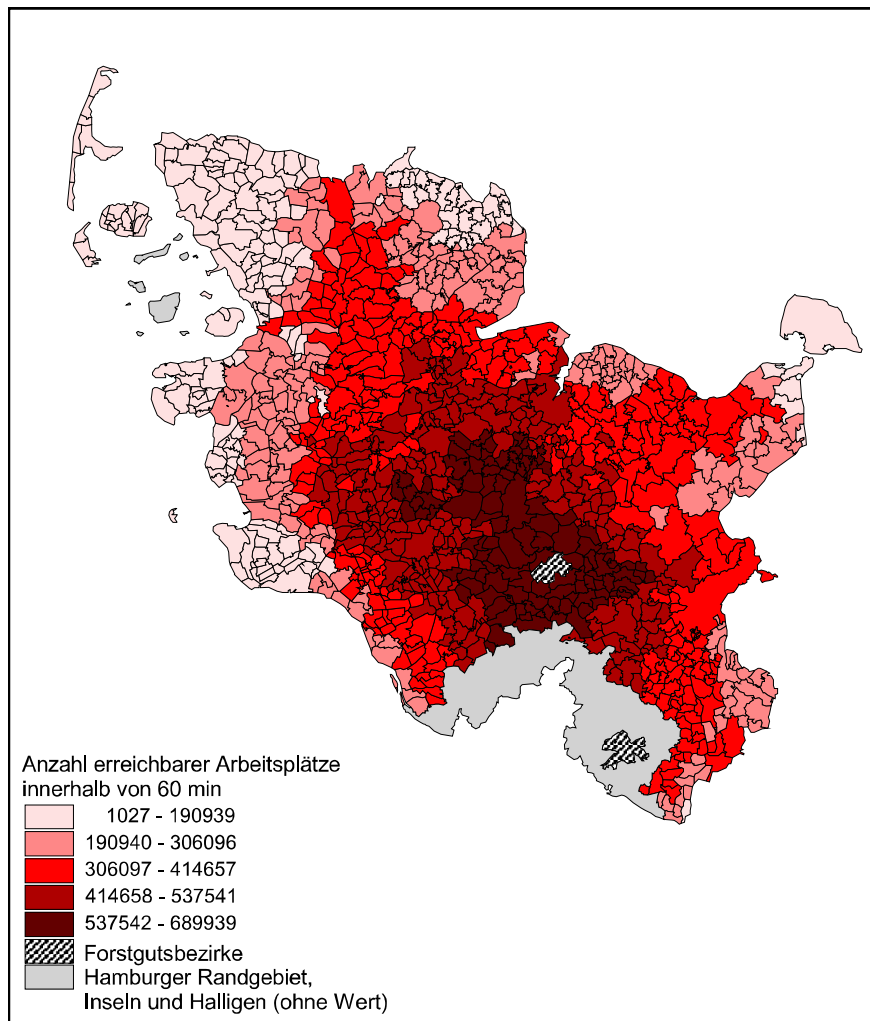 Anzahl erreichbarer Arbeitsplätze
innerhalb von 60 min
1027 - 190939
190940 - 306096
306097 - 414657
414658 - 537541
537542 - 689939
Forstgutsbezirke
Hamburger Randgebiet,
Inseln und Halligen (ohne Wert)